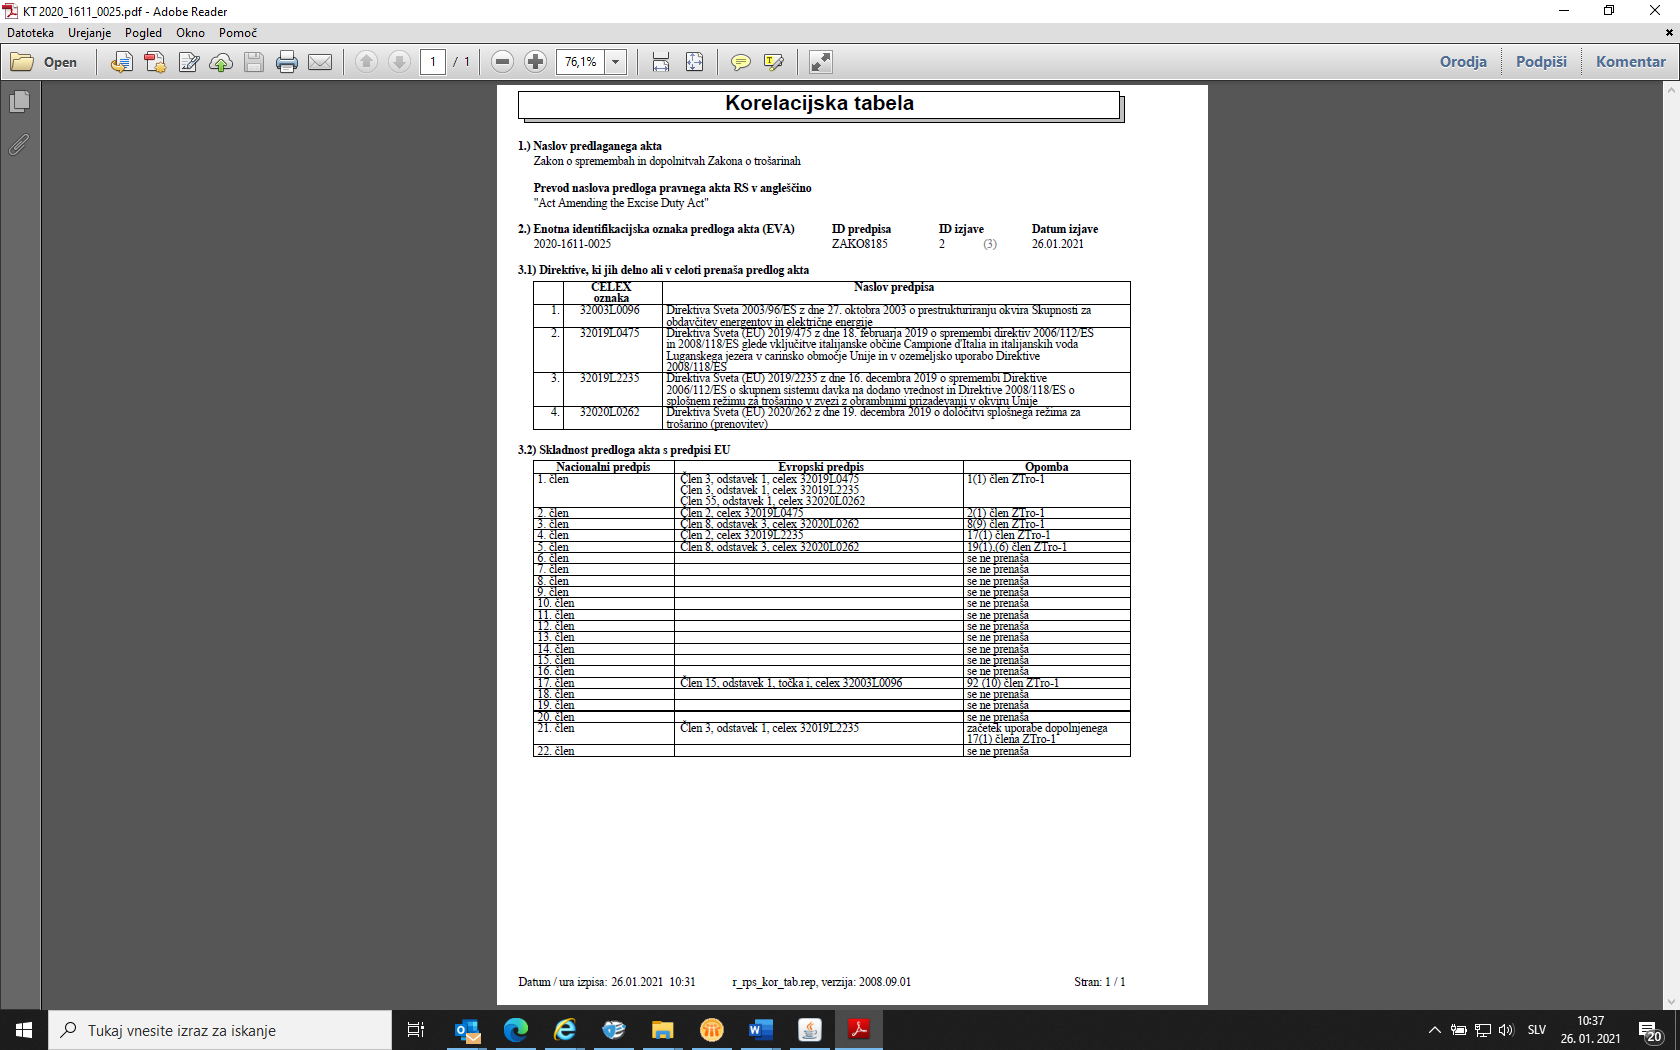 KT 2020_1611_0025.pdf - Adobe Reader
Datoteka Urejanje Pogled Okno Pomoč
Open 1 / 1 76,1% Orodja Podpiši Komentar
Korelacijska tabela
1.) Naslov predlaganega akta
Zakon o spremembah in dopolnitvah Zakona o trošarinah
Prevod naslova predloga pravnega akta RS v angleščino
"Act Amending the Excise Duty Act"
2.) Enotna identifikacijska oznaka predloga akta (EVA) ID predpisa ID izjave Datum izjave
2020-1611-0025 ZAKO8185 2 (3) 26.01.2021
3.1) Direktive, ki jih delno ali v celoti prenaša predlog akta
CELEX oznaka Naslov predpisa
1. 32003L0096 Direktiva Sveta 2003/96/ES z dne 27. oktobra 2003 o prestrukturiranju okvira Skupnosti za
obdavčitev energentov in električne energije
2. 32019L0475 Direktiva Sveta (EU) 2019/475 z dne 18. februarja 2019 o spremembi direktiv 2006/112/ES
in 2008/118/ES glede vključitve italijanske občine Campione d'Italia in italijanskih voda
Luganskega jezera v carinsko območje Unije in v ozemeljsko uporabo Direktive
2008/118/ES
3. 32019L2235 Direktiva Sveta (EU) 2019/2235 z dne 16. decembra 2019 o spremembi Direktive
2006/112/ES o skupnem sistemu davka na dodano vrednost in Direktive 2008/118/ES o
splošnem režimu za trošarino v zvezi z obrambnimi prizadevanji v okviru Unije
4. 32020L0262 Direktiva Sveta (EU) 2020/262 z dne 19. decembra 2019 o določitvi splošnega režima za
trošarino (prenovitev)
3.2) Skladnost predloga akta s predpisi EU
Nacionalni predpis Evropski predpis Opomba
1. člen Člen 3, odstavek 1, celex 32019L0475 1(1) člen ZTro-1
Člen 3, odstavek 1, celex 32019L2235
Člen 55, odstavek 1, celex 32020L0262
2. člen Člen 2, celex 32019L0475 2(1) člen ZTro-1
3. člen Člen 8, odstavek 3, celex 32020L0262 8(9) člen ZTro-1
4. člen Člen 2, celex 32019L2235 17(1) člen ZTro-1
5. člen Člen 8, odstavek 3, celex 32020L0262 19(1),(6) člen ZTro-1
6. člen se ne prenaša
7. člen se ne prenaša
8. člen se ne prenaša
9. člen se ne prenaša
10. člen se ne prenaša
11. člen se ne prenaša
12. člen se ne prenaša
13. člen se ne prenaša
14. člen se ne prenaša
15. člen se ne prenaša
16. člen se ne prenaša
17. člen Člen 15, odstavek 1, točka i, celex 32003L0096 92 (10) člen ZTro-1
18. člen se ne prenaša
19. člen se ne prenaša
20. člen se ne prenaša
21. člen Člen 3, odstavek 1, celex 32019L2235 začetek uporabe dopolnjenega
17(1) člena ZTro-1
22. člen se ne prenaša
Datum / ura izpisa: 26.01.2021 10:31 r_rps_kor_tab.rep, verzija: 2008.09.01 Stran: 1 / 1
Tukaj vnesite izraz za iskanje SLV 10:37
26. 01. 2021 20